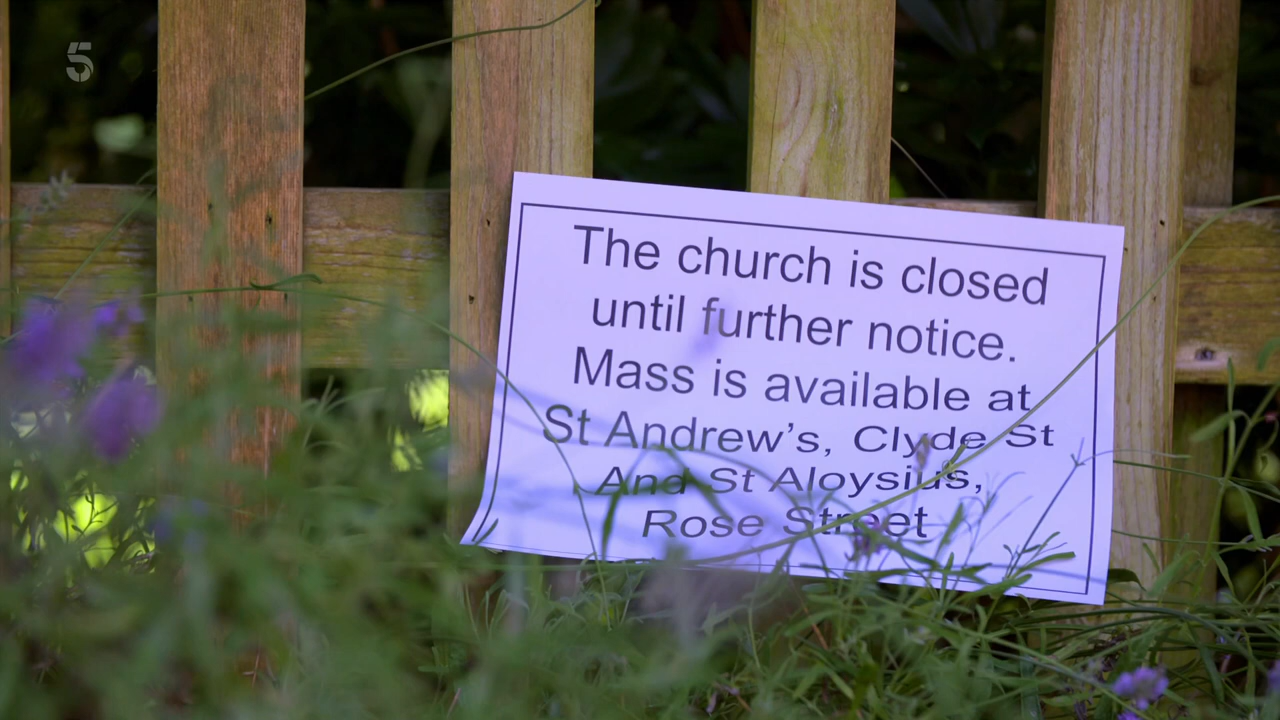 5
The church is closed
until further notice.
Mass is available at
St Andrew's, Clyde St
And St Aloysius,
Rose Street